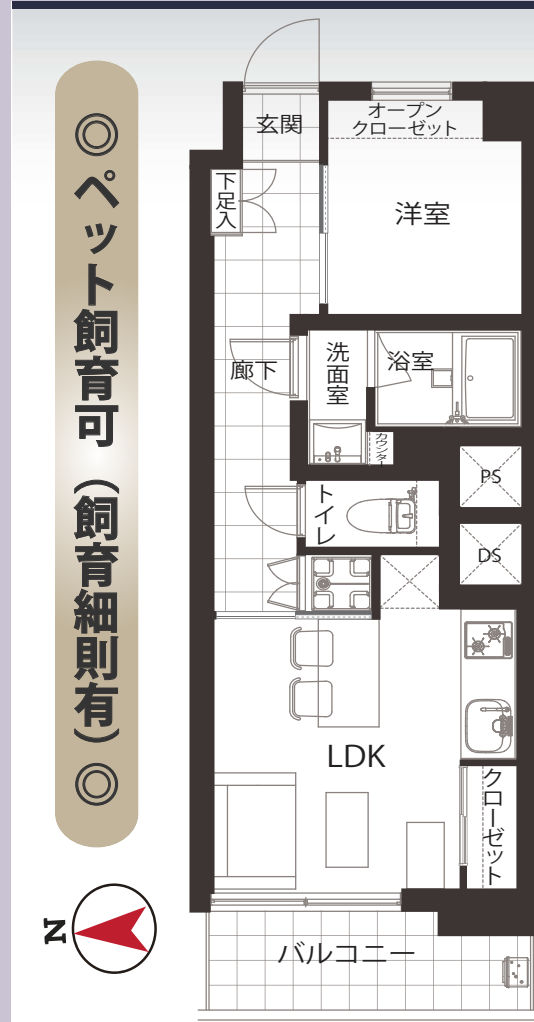 ◎ ペット飼育可（飼育細則有）◎
玄関
オープン
クローゼット
下足入
洋室
廊下
洗面室
浴室
カウンター
トイレ
PS
DS
LDK
クローゼット
バルコニー
N